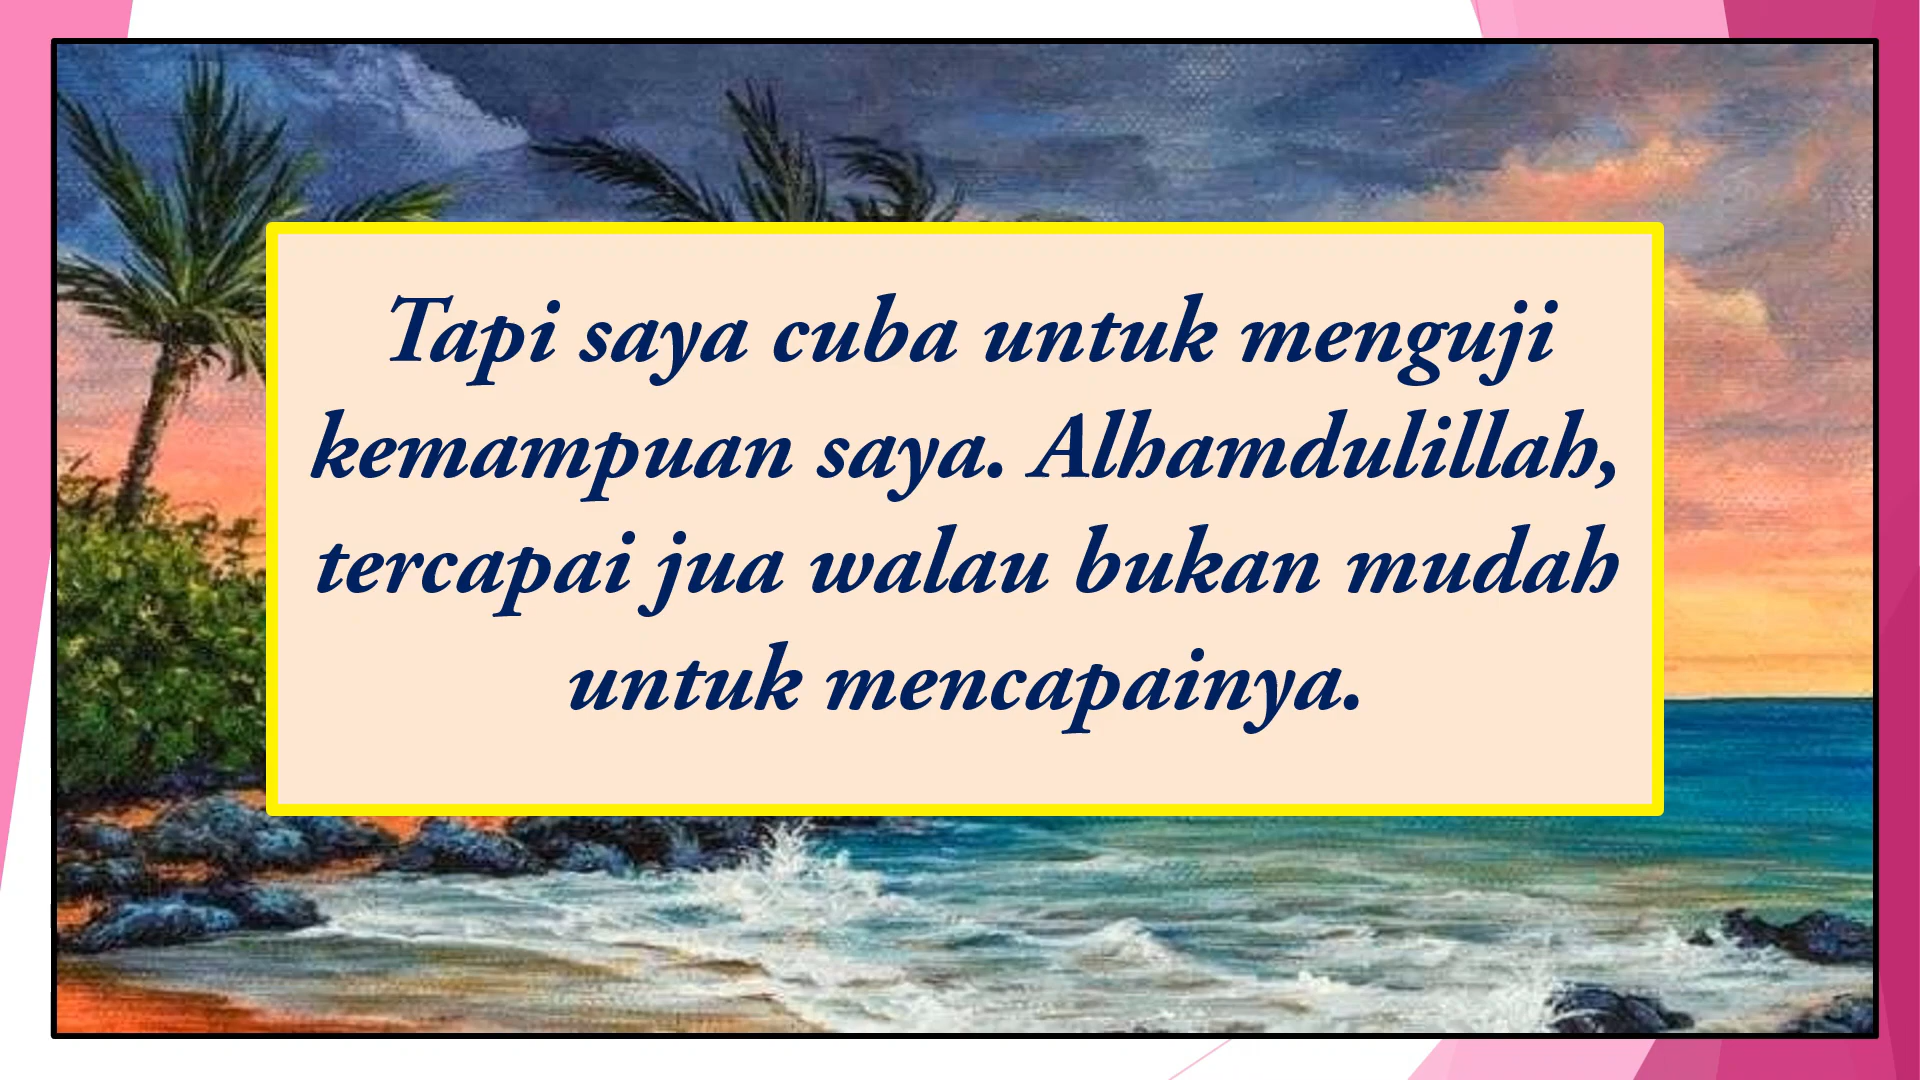 Tapi saya cuba untuk menguji
kemampuan saya. Alhamdulillah,
tercapai jua walau bukan mudah
untuk mencapainya.